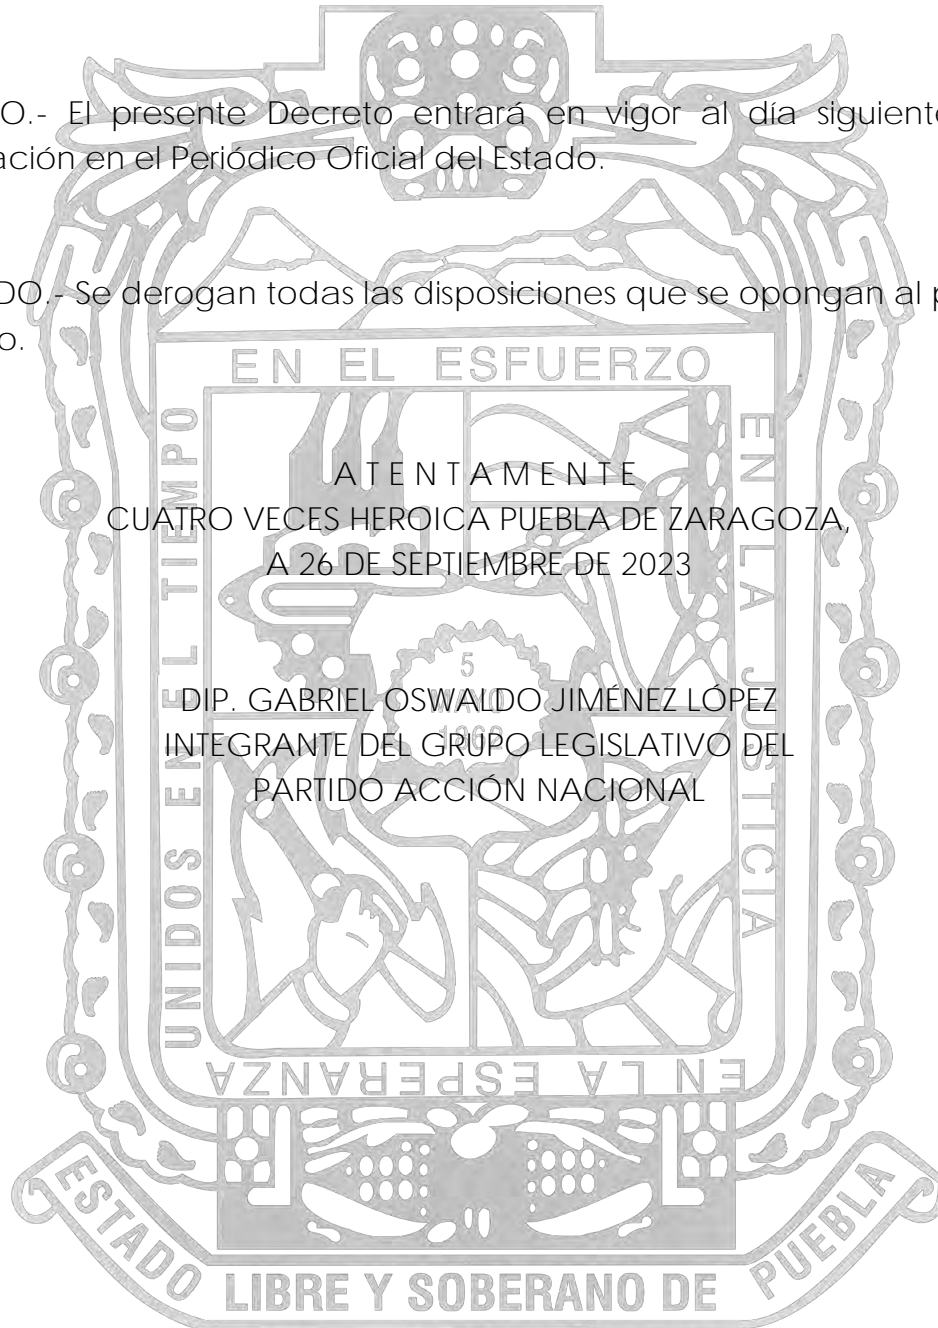 O.- El presente Decreto entrará en vigor al día siguiente
ación en el Periódico Oficial del Estado.
DO.- Se derogan todas las disposiciones que se opongan al p
o.
A T E N T A M E N T E
CUATRO VECES HEROICA PUEBLA DE ZARAGOZA,
A 26 DE SEPTIEMBRE DE 2023
DIP. GABRIEL OSWALDO JIMÉNEZ LÓPEZ
INTEGRANTE DEL GRUPO LEGISLATIVO DEL
PARTIDO ACCIÓN NACIONAL
UNIDOS EN EL TIEMPO
EN EL ESFUERZO
EN LA JUSTICIA
EN LA ESPERANZA
5
MAYO
ESTADO LIBRE Y SOBERANO DE PUEBLA